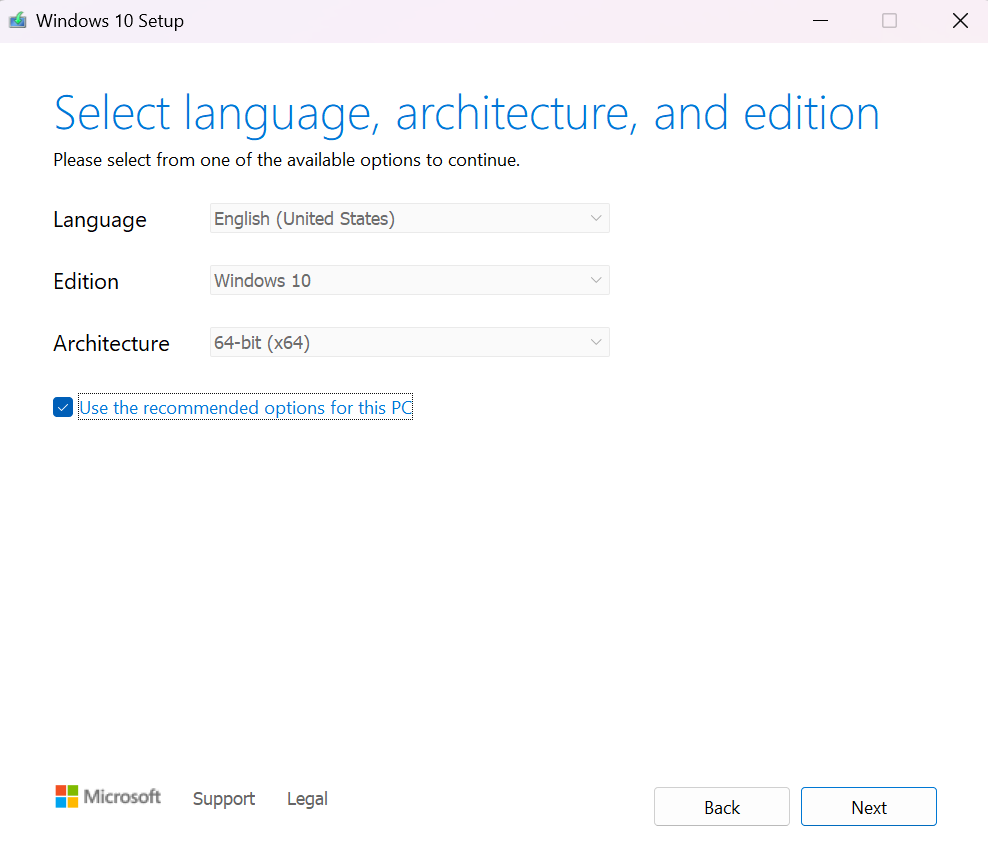 Windows 10 Setup
Select language, architecture, and edition
Please select from one of the available options to continue.
Language English (United States)
Edition Windows 10
Architecture 64-bit (x64)
Use the recommended options for this PC
Microsoft Support Legal Back Next